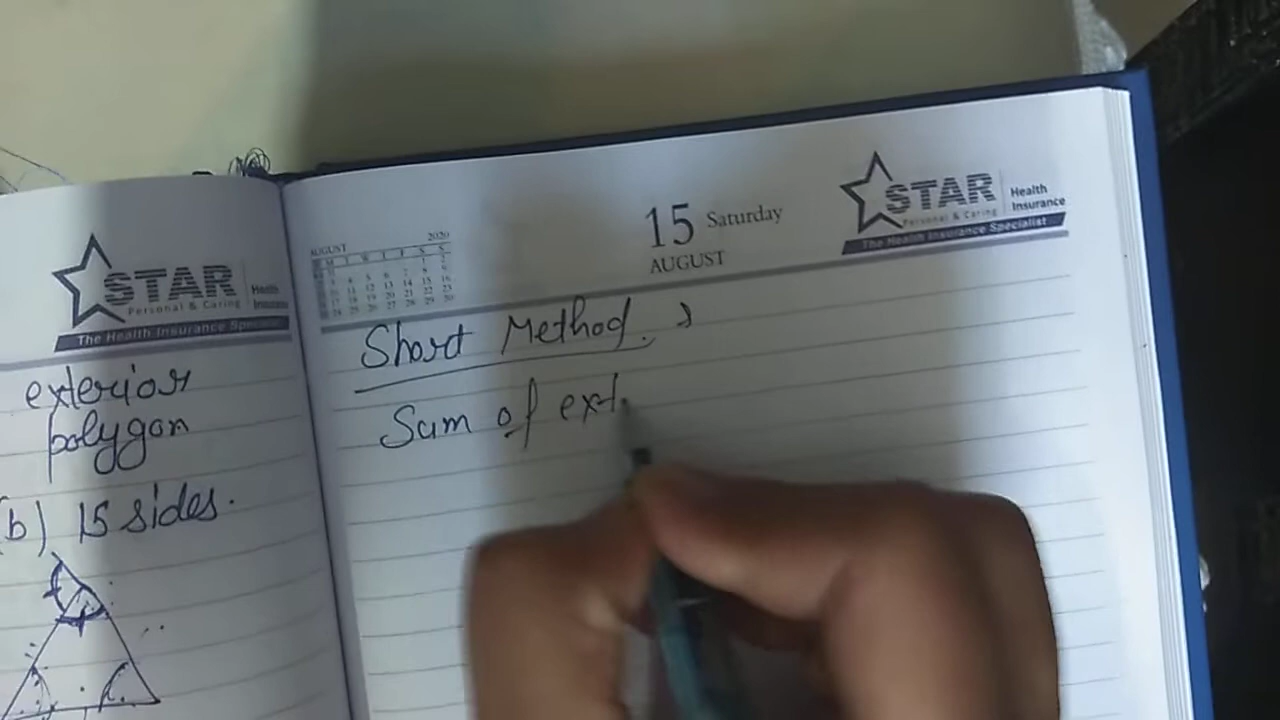 STAR
Health
Insurance
Personal & Caring
The Health Insurance Specialist
exterior
polygon
(b) 15 sides.
AUGUST 2020
15 Saturday
AUGUST
STAR
Health
Insurance
Personal & Caring
The Health Insurance Specialist
Short Method.
Sum of ext